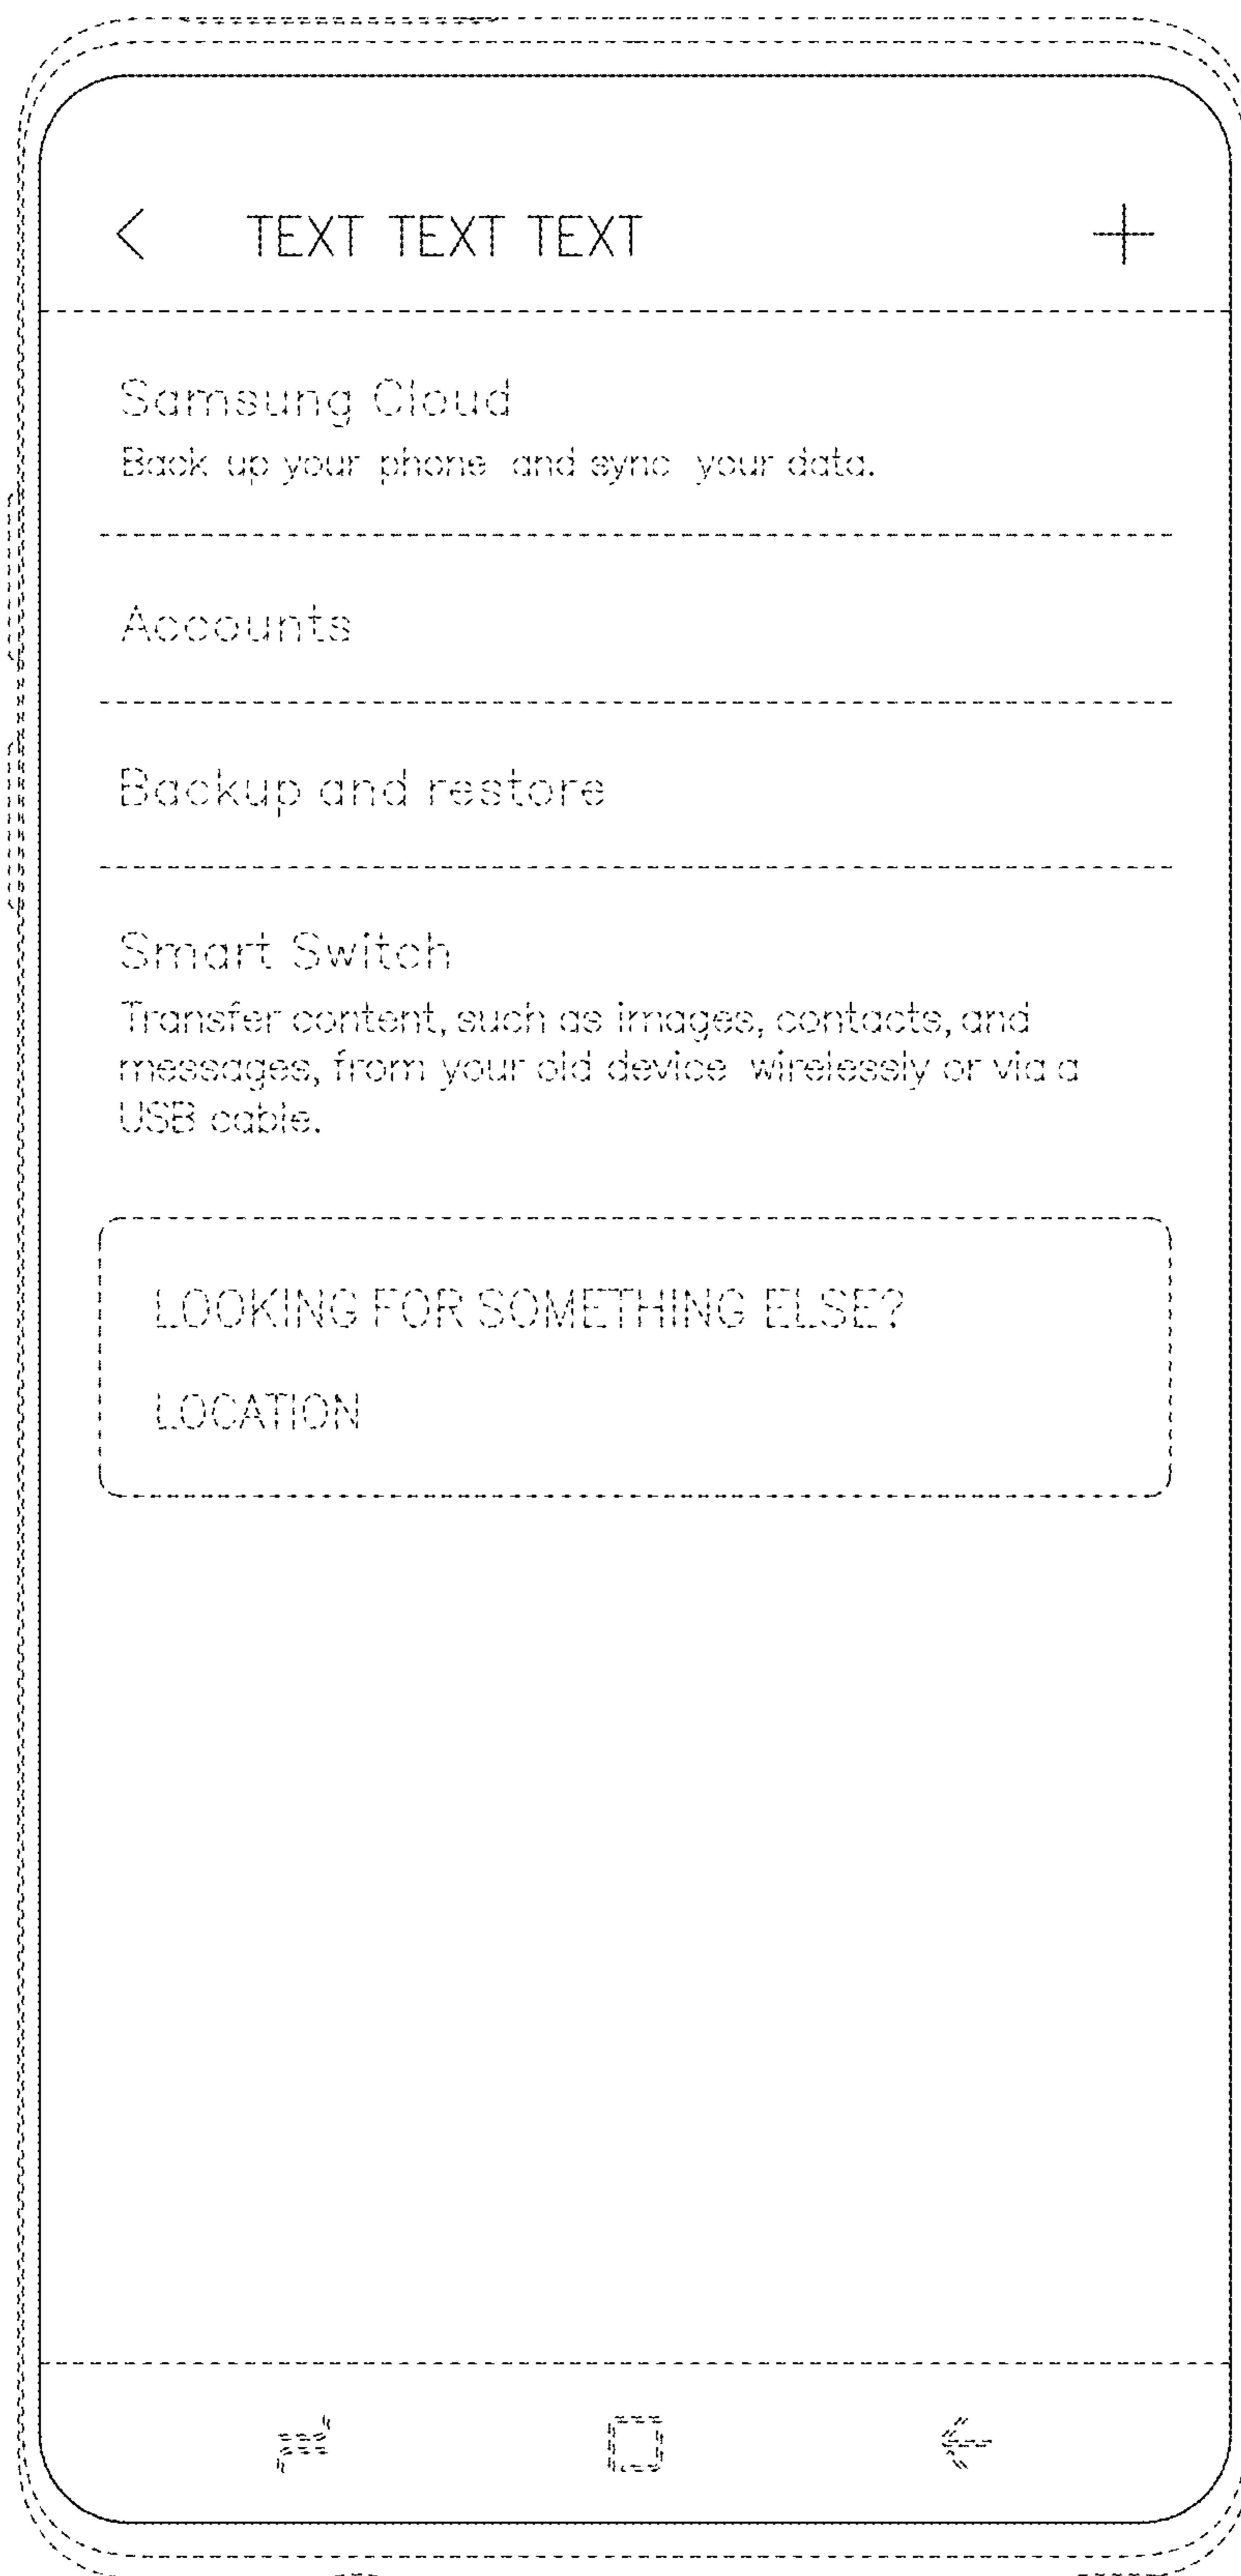 TEXT TEXT TEXT
Samsung Cloud
Back up your phone and sync your data.
Accounts
Backup and restore
Smart Switch
Transfer content, such as images, contacts, and
messages, from your old device wirelessly or via a
USB cable.
LOOKING FOR SOMETHING ELSE?
LOCATION